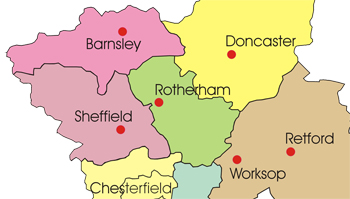 Barnsley
Doncaster
Rotherham
Sheffield
Retford
Worksop
Chesterfield